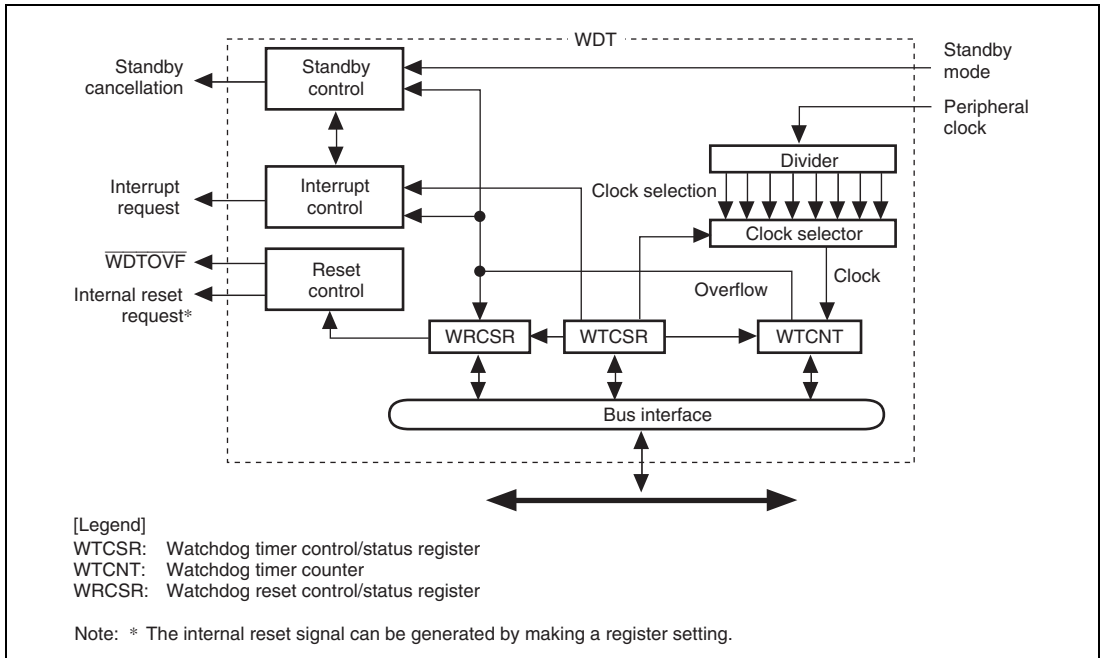 WDT
Standby
cancellation
Standby
control
Standby
mode
Peripheral
clock
Divider
Interrupt
request
Interrupt
control
Clock selection
Clock selector
W̅D̅T̅O̅V̅F̅
Internal reset
request*
Reset
control
Overflow
Clock
WRCSR
WTCSR
WTCNT
Bus interface
[Legend]
WTCSR: Watchdog timer control/status register
WTCNT: Watchdog timer counter
WRCSR: Watchdog reset control/status register
Note: * The internal reset signal can be generated by making a register setting.